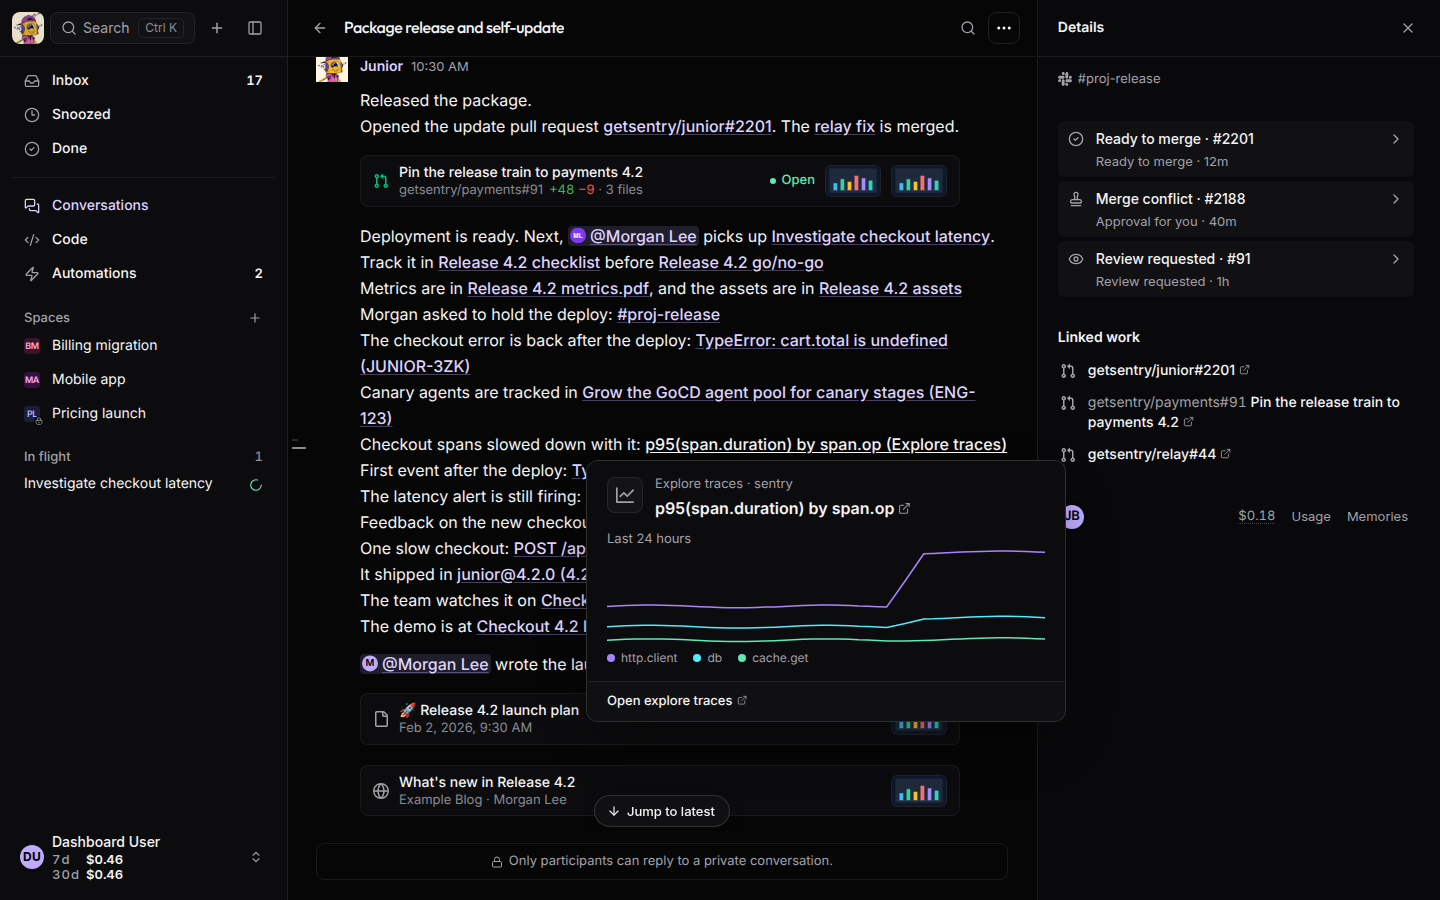 Search Ctrl K
Inbox 17
Snoozed
Done
Conversations
Code
Automations 2
Spaces
BM Billing migration
MA Mobile app
PL Pricing launch
In flight 1
Investigate checkout latency
DU Dashboard User
7d $0.46
30d $0.46
Package release and self-update
Junior 10:30 AM
Released the package.
Opened the update pull request getsentry/junior#2201. The relay fix is merged.
Pin the release train to payments 4.2
getsentry/payments#91 +48 −9 · 3 files
Open
Deployment is ready. Next, ML @Morgan Lee picks up Investigate checkout latency.
Track it in Release 4.2 checklist before Release 4.2 go/no-go
Metrics are in Release 4.2 metrics.pdf, and the assets are in Release 4.2 assets
Morgan asked to hold the deploy: #proj-release
The checkout error is back after the deploy: TypeError: cart.total is undefined
(JUNIOR-3ZK)
Canary agents are tracked in Grow the GoCD agent pool for canary stages (ENG-
123)
Checkout spans slowed down with it: p95(span.duration) by span.op (Explore traces)
First event after the deploy: Ty
The latency alert is still firing:
Feedback on the new checkou
One slow checkout: POST /ap
It shipped in junior@4.2.0 (4.2
The team watches it on Check
The demo is at Checkout 4.2
M @Morgan Lee wrote the lau
🚀 Release 4.2 launch plan
Feb 2, 2026, 9:30 AM
What's new in Release 4.2
Example Blog · Morgan Lee
Jump to latest
Only participants can reply to a private conversation.
Explore traces · sentry
p95(span.duration) by span.op
Last 24 hours
http.client db cache.get
Open explore traces
Details
#proj-release
Ready to merge · #2201
Ready to merge · 12m
Merge conflict · #2188
Approval for you · 40m
Review requested · #91
Review requested · 1h
Linked work
getsentry/junior#2201
getsentry/payments#91 Pin the release train to
payments 4.2
getsentry/relay#44
JB $0.18 Usage Memories